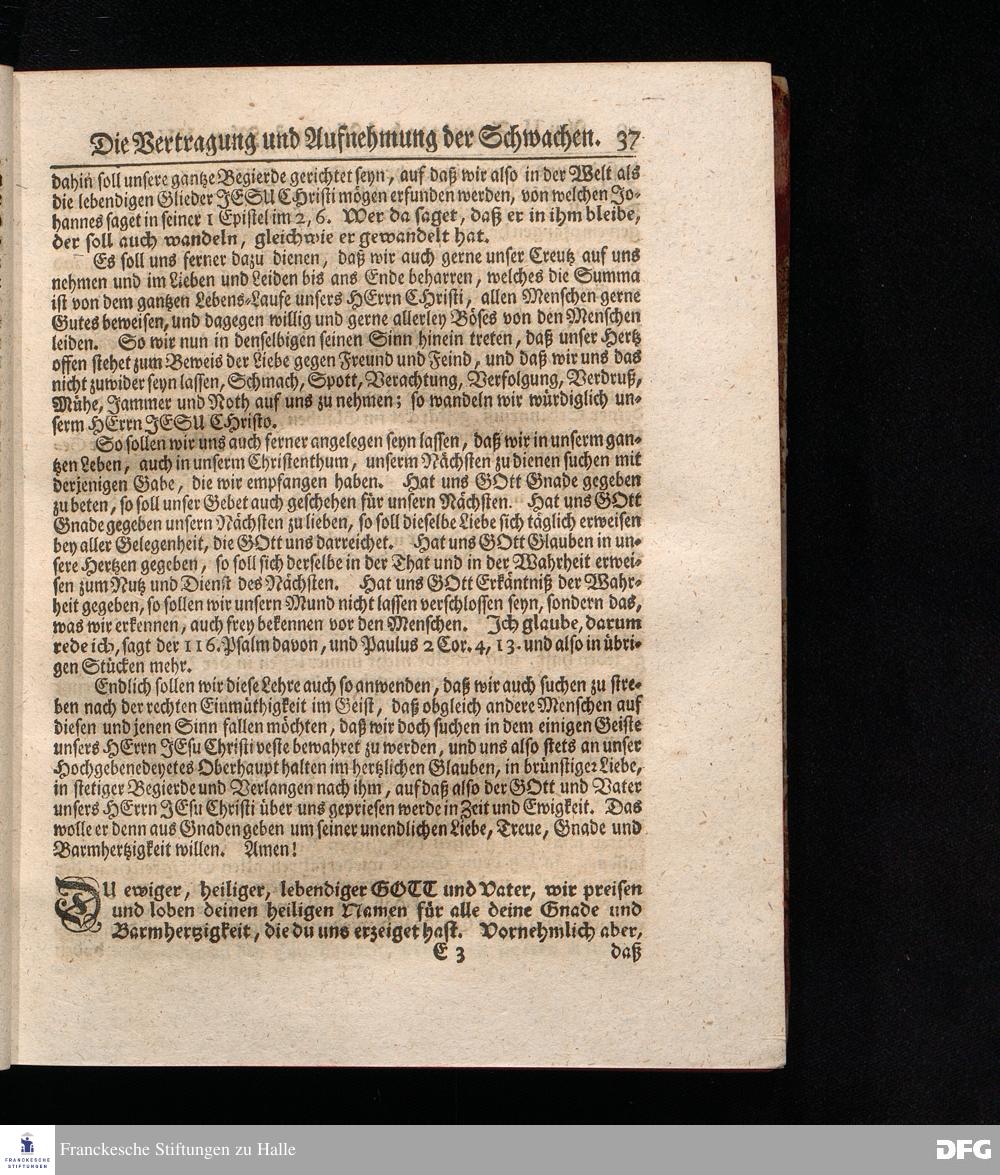 Die Vertragung und Aufnehmung der Schwachen. 37
dahin soll unsere gantze Begierde gerichtet seyn, auf daß wir also in der Welt als
die lebendigen Glieder JESU CHristi mögen erfunden werden, von welchen Jo-
hannes saget in seiner 1 Epistel im 2, 6. Wer da saget, daß er in ihm bleibe,
der soll auch wandeln, gleichwie er gewandelt hat.
Es soll uns ferner dazu dienen, daß wir auch gerne unser Creutz auf uns
nehmen und im Lieben und Leiden bis ans Ende beharren, welches die Summa
ist von dem gantzen Lebens-Laufe unsers HErrn CHristi, allen Menschen gerne
Gutes beweisen, und dagegen willig und gerne allerley Böses von den Menschen
leiden. So wir nun in denselbigen seinen Sinn hinein treten, daß unser Hertz
offen stehet zum Beweis der Liebe gegen Freund und Feind, und daß wir uns das
nicht zuwider seyn lassen, Schmach, Spott, Verachtung, Verfolgung, Verdruß,
Mühe, Jammer und Noth auf uns zu nehmen; so wandeln wir würdiglich un-
serm HErrn JESU CHristo.
So sollen wir uns auch ferner angelegen seyn lassen, daß wir in unserm gan-
tzen Leben, auch in unserm Christenthum, unserm Nächsten zu dienen suchen mit
derjenigen Gabe, die wir empfangen haben. Hat uns GOtt Gnade gegeben
zu beten, so soll unser Gebet auch geschehen für unsern Nächsten. Hat uns GOtt
Gnade gegeben unsern Nächsten zu lieben, so soll dieselbe Liebe sich täglich erweisen
bey aller Gelegenheit, die GOtt uns darreichet. Hat uns GOtt Glauben in un-
sere Hertzen gegeben, so soll sich derselbe in der That und in der Wahrheit erwei-
sen zum Nutz und Dienst des Nächsten. Hat uns GOtt Erkäntniß der Wahr-
heit gegeben, so sollen wir unsern Mund nicht lassen verschlossen seyn, sondern das,
was wir erkennen, auch frey bekennen vor den Menschen. Ich glaube, darum
rede ich, sagt der 116. Psalm davon, und Paulus 2 Cor. 4, 13. und also in übri-
gen Stücken mehr.
Endlich sollen wir diese Lehre auch so anwenden, daß wir auch suchen zu stre-
ben nach der rechten Einmüthigkeit im Geist, daß obgleich andere Menschen auf
diesen und jenen Sinn fallen möchten, daß wir doch suchen in dem einigen Geiste
unsers HErrn JEsu Christi veste bewahret zu werden, und uns also stets an unser
Hochgebenedeyetes Oberhaupt halten im hertzlichen Glauben, in brünstiger Liebe,
in stetiger Begierde und Verlangen nach ihm, auf daß also der GOtt und Vater
unsers HErrn JEsu Christi über uns gepriesen werde in Zeit und Ewigkeit. Das
wolle er denn aus Gnaden geben um seiner unendlichen Liebe, Treue, Gnade und
Barmhertzigkeit willen. Amen!
DU ewiger, heiliger, lebendiger GOTT und Vater, wir preisen
und loben deinen heiligen Namen für alle deine Gnade und
Barmhertzigkeit, die du uns erzeiget hast. Vornehmlich aber,
E 3 daß
FRANCKESCHE
STIFTUNGEN
Franckesche Stiftungen zu Halle
DFG